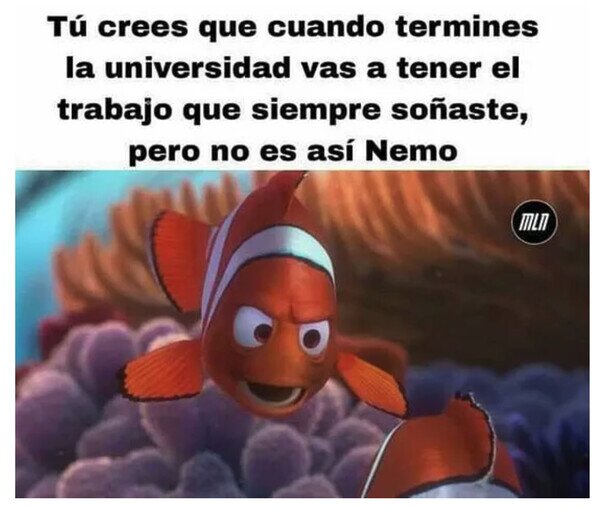 Tú crees que cuando termines
la universidad vas a tener el
trabajo que siempre soñaste,
pero no es así Nemo
MLN